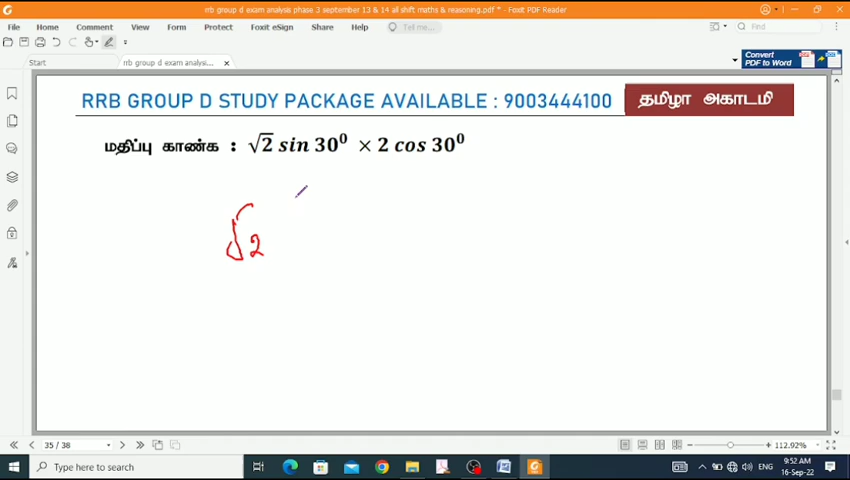 rrb group d exam analysis phase 3 september 13 & 14 all shift maths & reasoning.pdf * - Foxit PDF Reader
File Home Comment View Form Protect Foxit eSign Share Help Tell me... Find
Start rrb group d exam analysi... Convert PDF to Word
RRB GROUP D STUDY PACKAGE AVAILABLE : 9003444100 தமிழா அகாடமி
மதிப்பு காண்க : √2 sin 30⁰ × 2 cos 30⁰
√2
35 / 38 112.92%
Type here to search ENG 9:52 AM
16-Sep-22